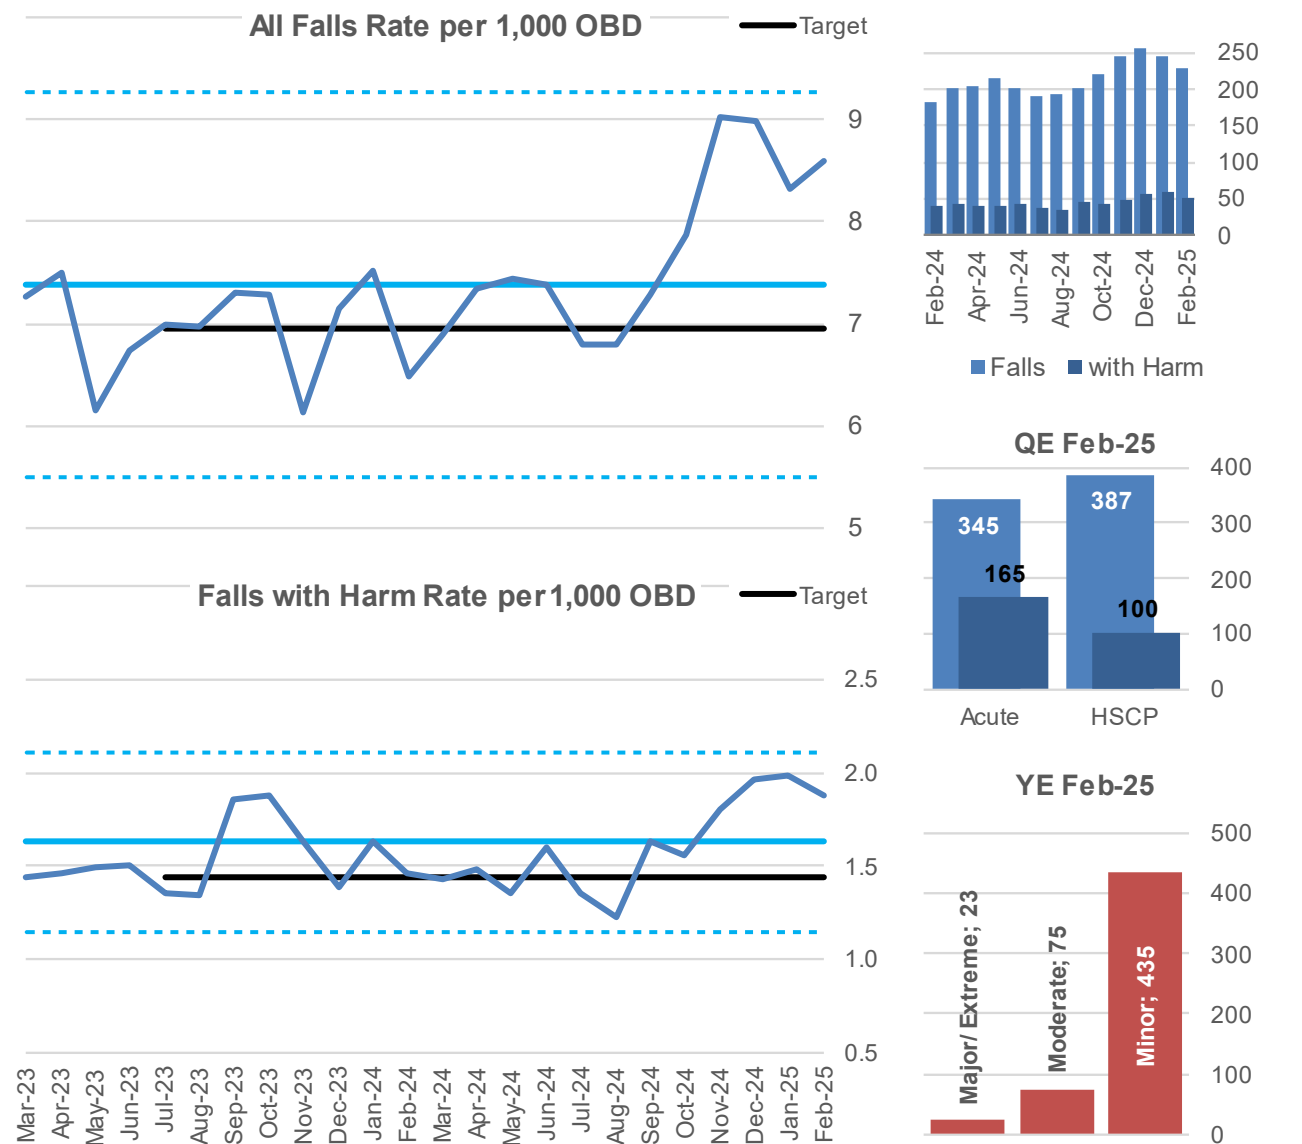 All Falls Rate per 1,000 OBD
Target
9
8
7
6
5
Falls with Harm Rate per 1,000 OBD
Target
2.5
2.0
1.5
1.0
0.5
Mar-23
Apr-23
May-23
Jun-23
Jul-23
Aug-23
Sep-23
Oct-23
Nov-23
Dec-23
Jan-24
Feb-24
Mar-24
Apr-24
May-24
Jun-24
Jul-24
Aug-24
Sep-24
Oct-24
Nov-24
Dec-24
Jan-25
Feb-25
250
200
150
100
50
0
Feb-24
Apr-24
Jun-24
Aug-24
Oct-24
Dec-24
Feb-25
Falls
with Harm
QE Feb-25
400
300
200
100
0
345
165
387
100
Acute
HSCP
YE Feb-25
500
400
300
200
100
0
Major/ Extreme; 23
Moderate; 75
Minor; 435